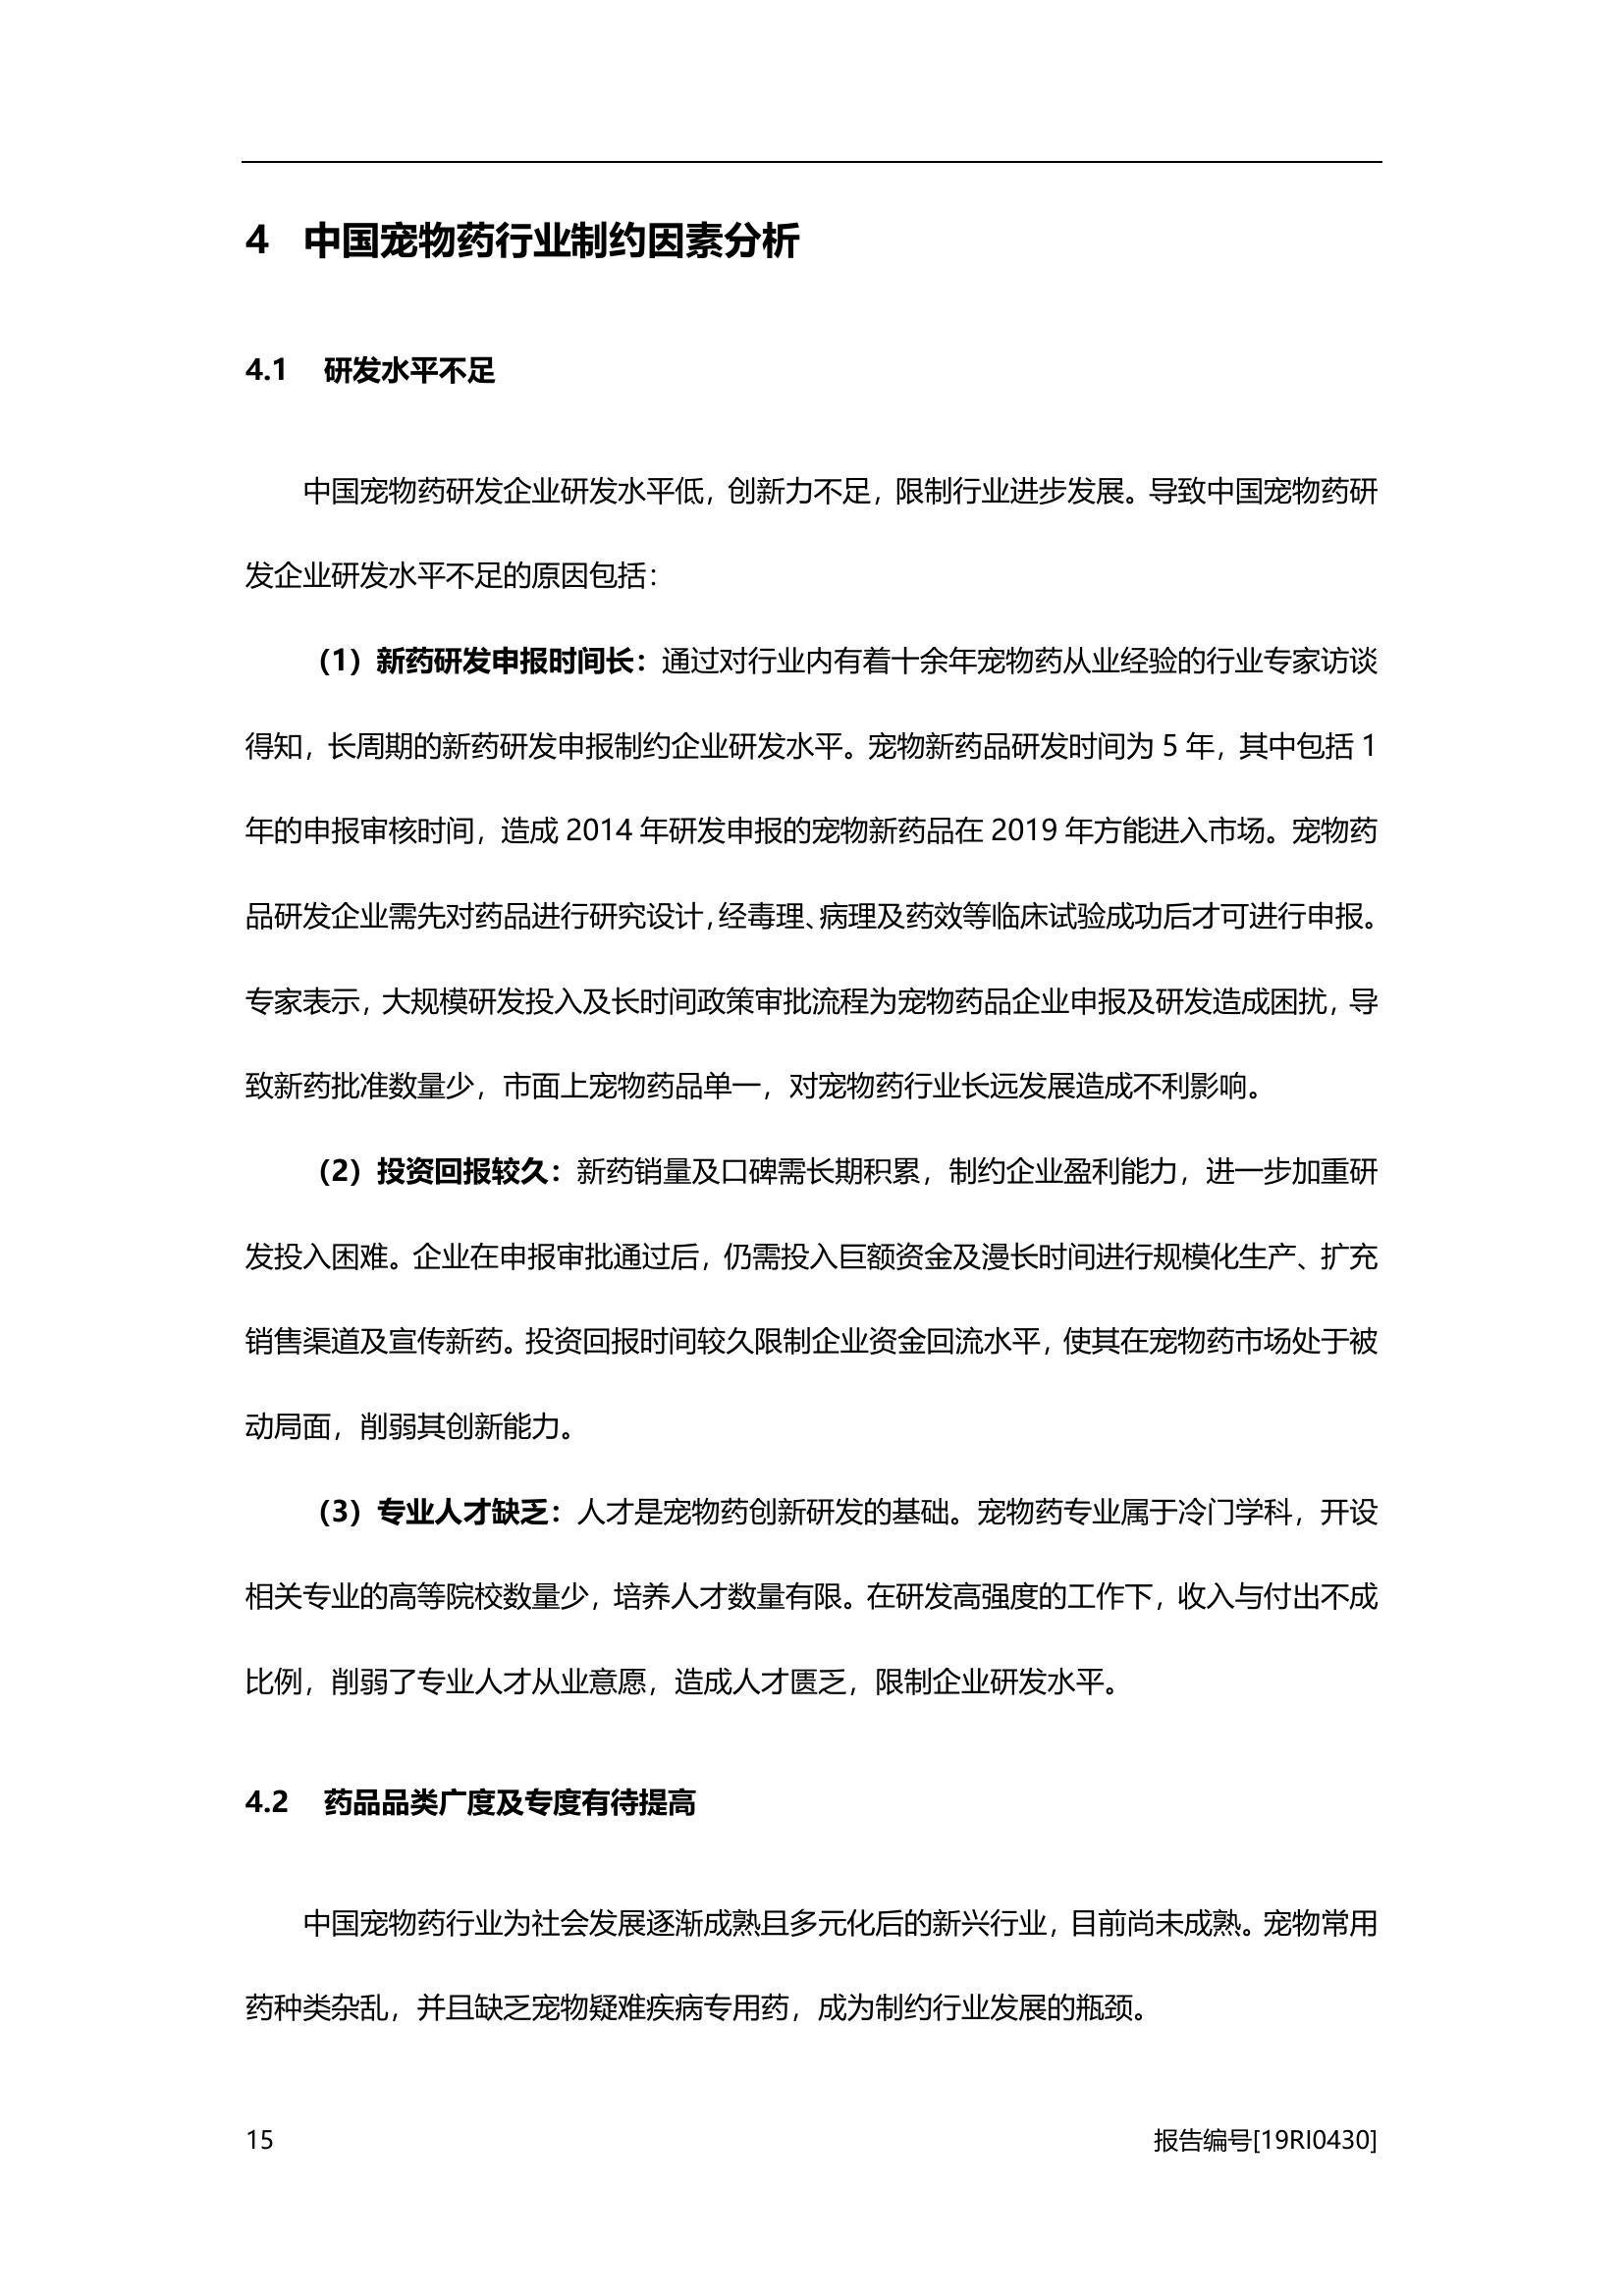 4 中国宠物药行业制约因素分析
4.1 研发水平不足
中国宠物药研发企业研发水平低，创新力不足，限制行业进步发展。导致中国宠物药研
发企业研发水平不足的原因包括：
（1）新药研发申报时间长：通过对行业内有着十余年宠物药从业经验的行业专家访谈
得知，长周期的新药研发申报制约企业研发水平。宠物新药品研发时间为 5 年，其中包括 1
年的申报审核时间，造成 2014 年研发申报的宠物新药品在 2019 年方能进入市场。宠物药
品研发企业需先对药品进行研究设计，经毒理、病理及药效等临床试验成功后才可进行申报。
专家表示，大规模研发投入及长时间政策审批流程为宠物药品企业申报及研发造成困扰，导
致新药批准数量少，市面上宠物药品单一，对宠物药行业长远发展造成不利影响。
（2）投资回报较久：新药销量及口碑需长期积累，制约企业盈利能力，进一步加重研
发投入困难。企业在申报审批通过后，仍需投入巨额资金及漫长时间进行规模化生产、扩充
销售渠道及宣传新药。投资回报时间较久限制企业资金回流水平，使其在宠物药市场处于被
动局面，削弱其创新能力。
（3）专业人才缺乏：人才是宠物药创新研发的基础。宠物药专业属于冷门学科，开设
相关专业的高等院校数量少，培养人才数量有限。在研发高强度的工作下，收入与付出不成
比例，削弱了专业人才从业意愿，造成人才匮乏，限制企业研发水平。
4.2 药品品类广度及专度有待提高
中国宠物药行业为社会发展逐渐成熟且多元化后的新兴行业，目前尚未成熟。宠物常用
药种类杂乱，并且缺乏宠物疑难疾病专用药，成为制约行业发展的瓶颈。
15 报告编号[19RI0430]